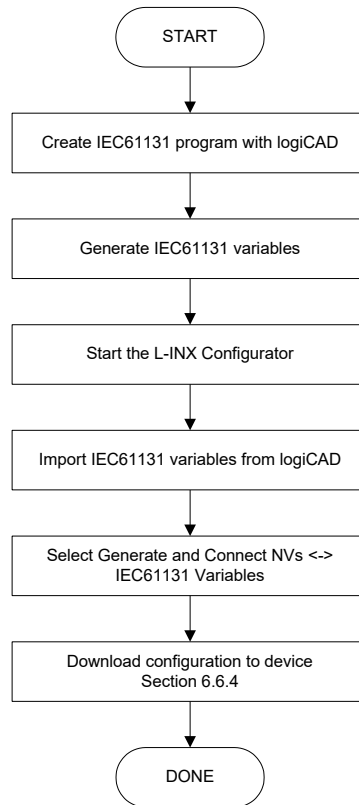 START
Create IEC61131 program with logiCAD
Generate IEC61131 variables
Start the L-INX Configurator
Import IEC61131 variables from logiCAD
Select Generate and Connect NVs <->
IEC61131 Variables
Download configuration to device
Section 6.6.4
DONE